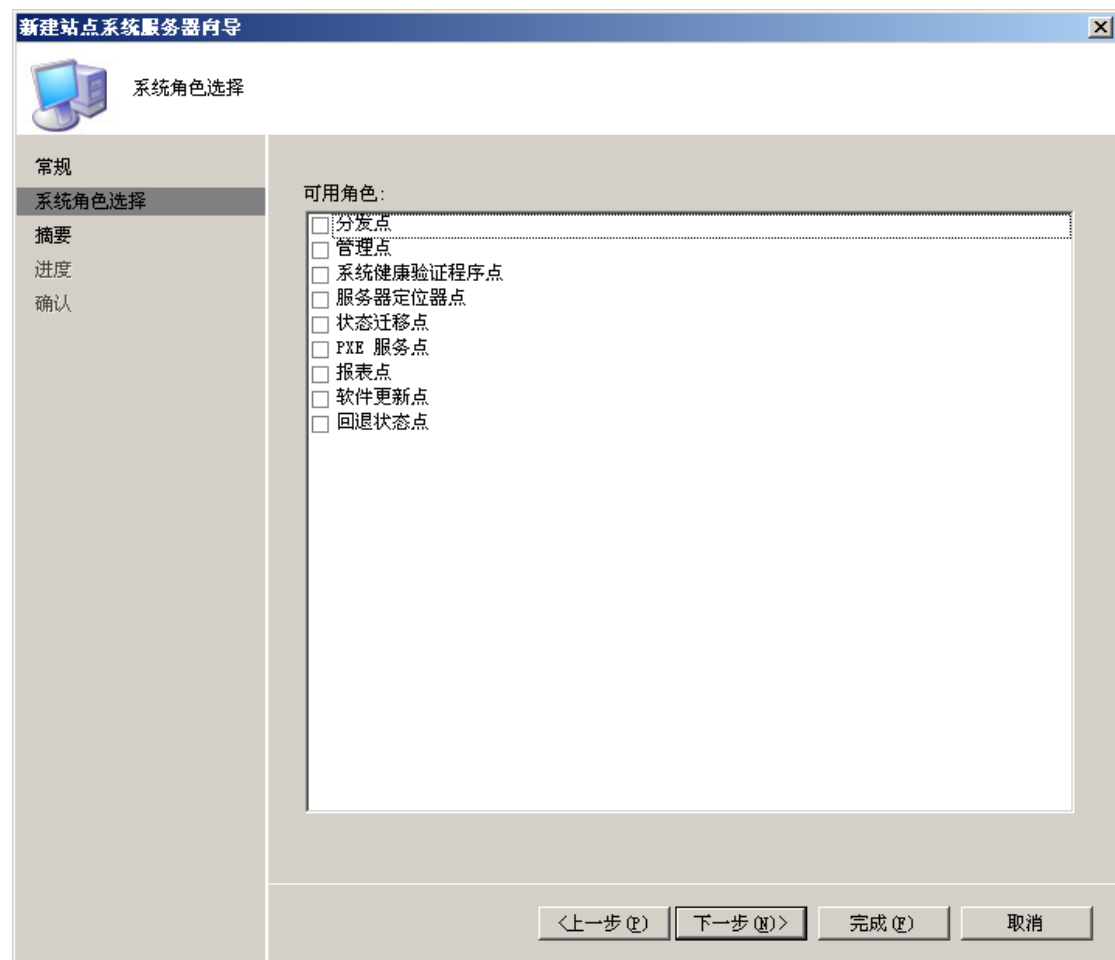 新建站点系统服务器向导
系统角色选择
常规
系统角色选择
摘要
进度
确认
可用角色:
分发点
管理点
系统健康验证程序点
服务器定位器点
状态迁移点
PXE 服务点
报表点
软件更新点
回退状态点
<上一步(P)
下一步(N)>
完成(F)
取消